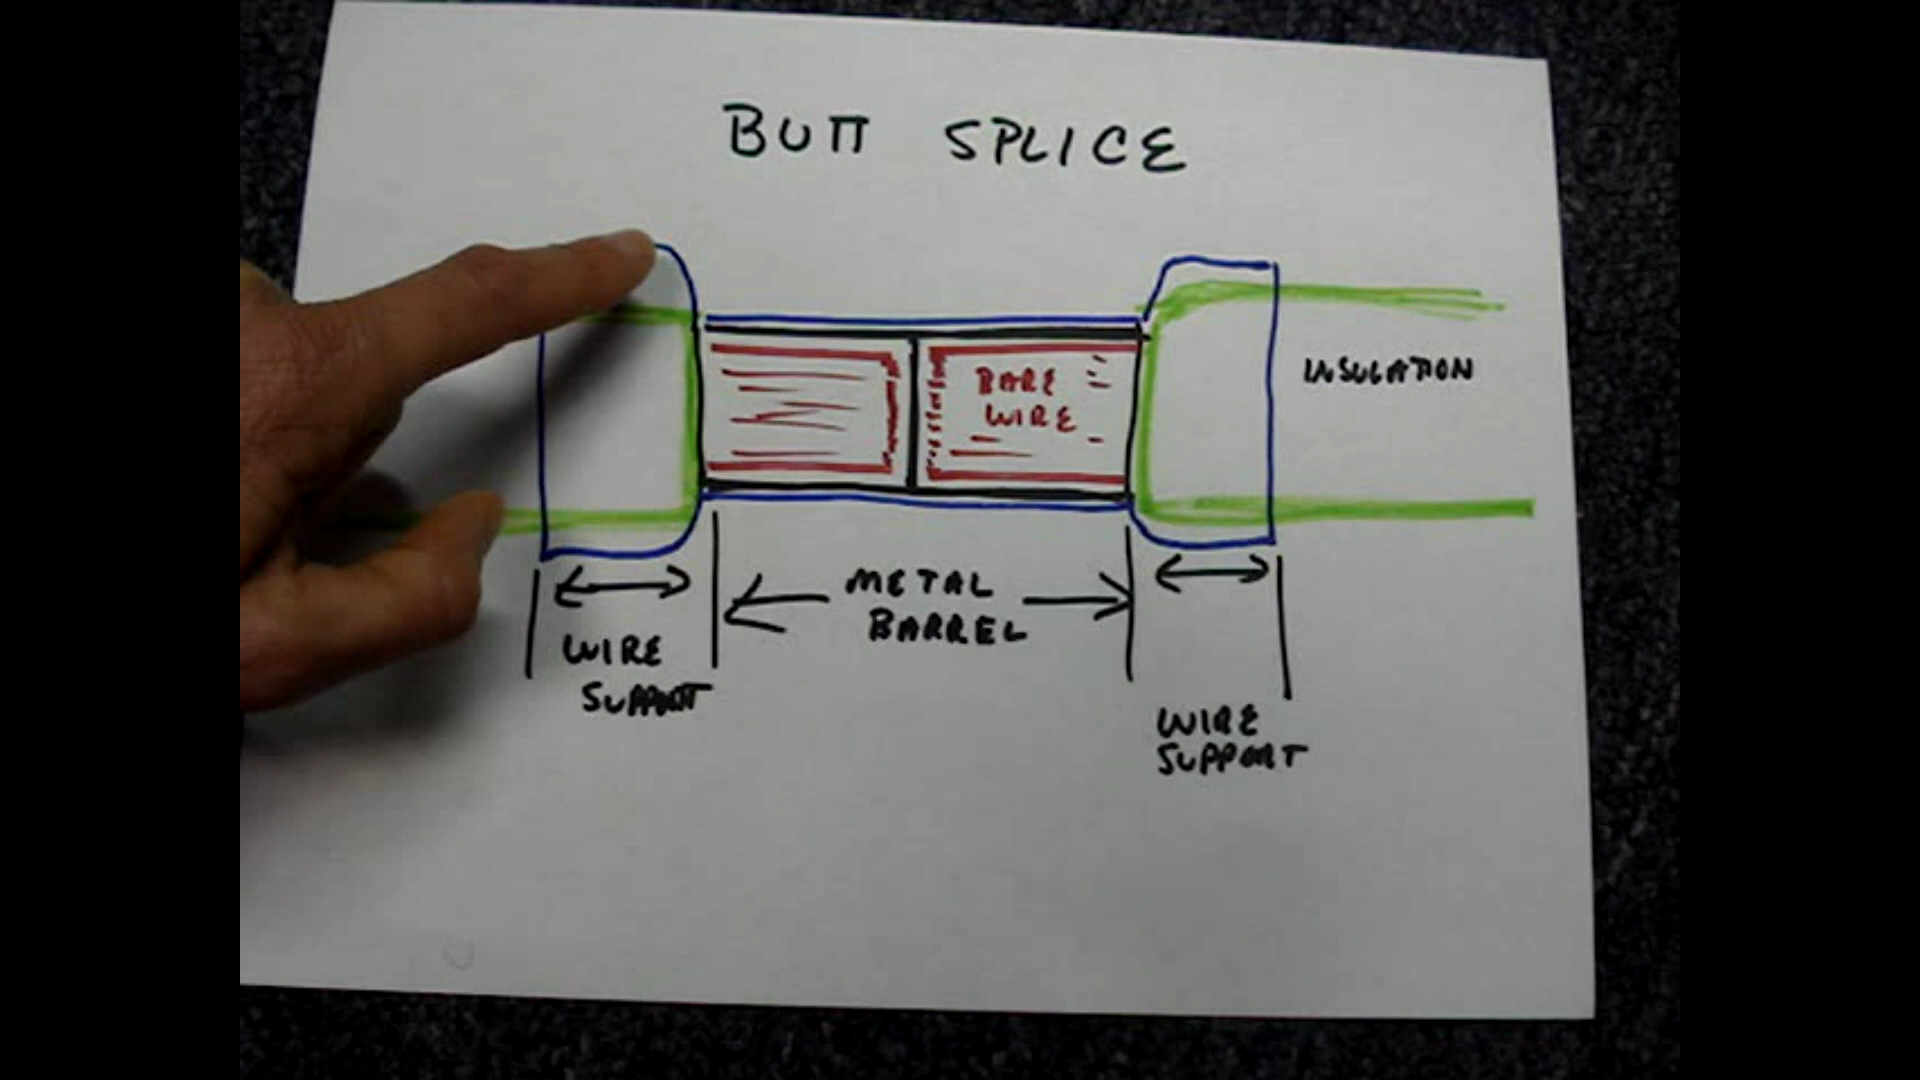 BUTT SPLICE
BARE
WIRE
INSULATION
METAL
BARREL
WIRE
SUPPORT
WIRE
SUPPORT